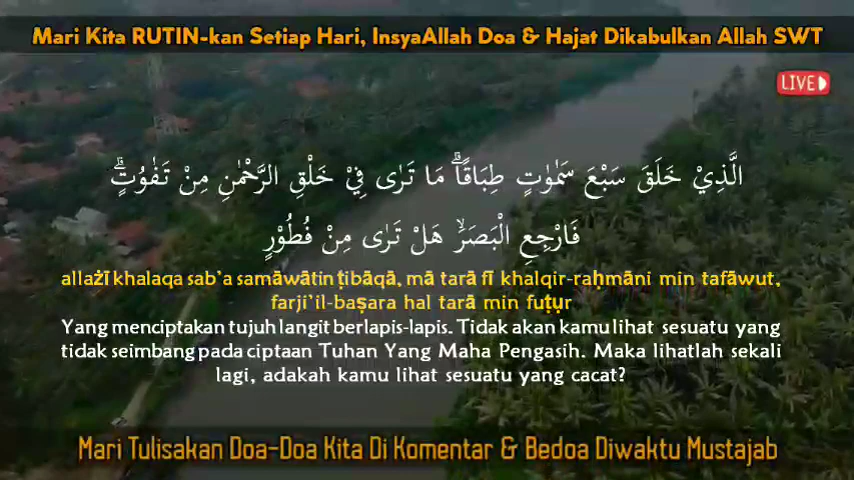 Mari Kita RUTIN-kan Setiap Hari, InsyaAllah Doa & Hajat Dikabulkan Allah SWT
LIVE
الَّذِيْ خَلَقَ سَبْعَ سَمٰوٰتٍ طِبَاقًاۗ مَا تَرٰى فِيْ خَلْقِ الرَّحْمٰنِ مِنْ تَفٰوُتٍۗ
فَارْجِعِ الْبَصَرَۙ هَلْ تَرٰى مِنْ فُطُوْرٍ
allażī khalaqa sab'a samāwātin ṭibāqā, mā tarā fī khalqir-raḥmāni min tafāwut,
farji'il-baṣara hal tarā min fuṭụr
Yang menciptakan tujuh langit berlapis-lapis. Tidak akan kamu lihat sesuatu yang
tidak seimbang pada ciptaan Tuhan Yang Maha Pengasih. Maka lihatlah sekali
lagi, adakah kamu lihat sesuatu yang cacat?
Mari Tulisakan Doa-Doa Kita Di Komentar & Bedoa Diwaktu Mustajab